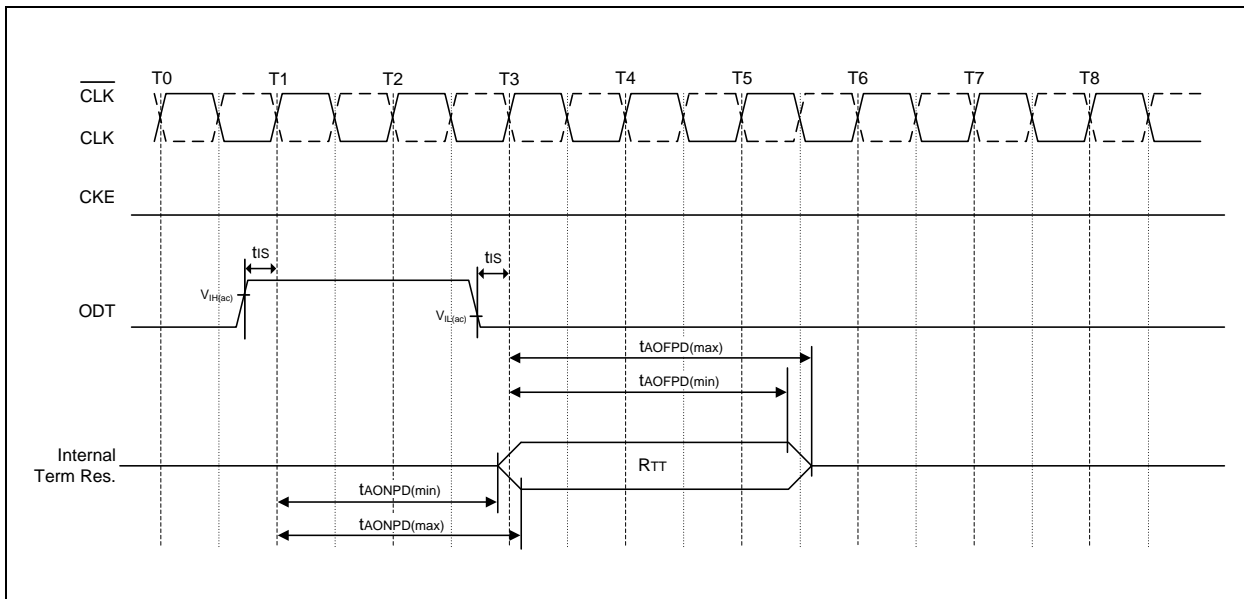 T0 T1 T2 T3 T4 T5 T6 T7 T8
CLK
CLK
CKE
tIS
tIS
VIH(ac)
ODT
VIL(ac)
tAOFPD(max)
tAOFPD(min)
Internal
Term Res.
RTT
tAONPD(min)
tAONPD(max)